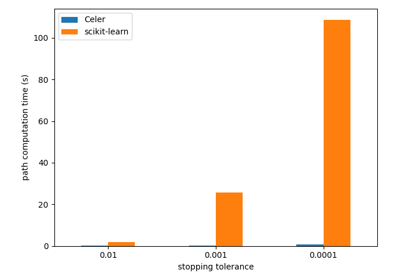 Celer
scikit-learn
path computation time (s)
100
80
60
40
20
0
0.01 0.001 0.0001
stopping tolerance